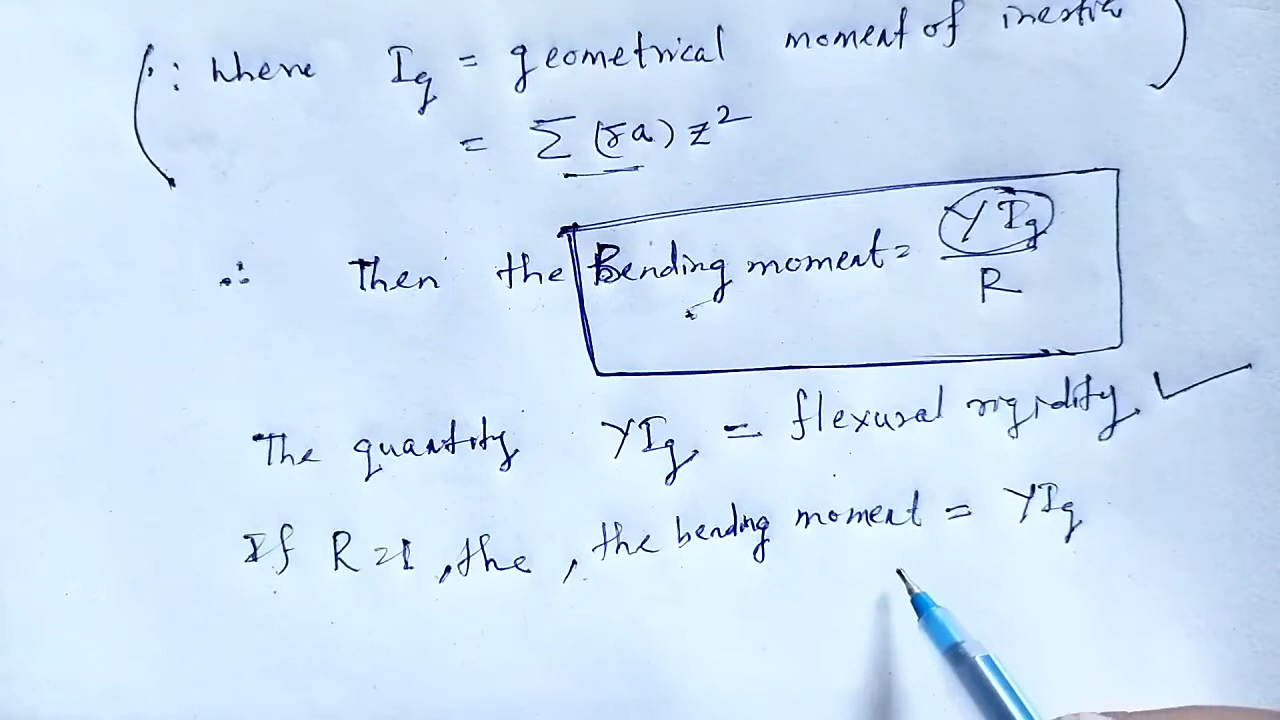 (∵ where Ig = geometrical moment of inertia)
= Σ (δa) z²
∴ Then the Bending moment = YIg / R
The quantity YIg = flexural rigidity ✓
If R=1, the, the bending moment = YIg